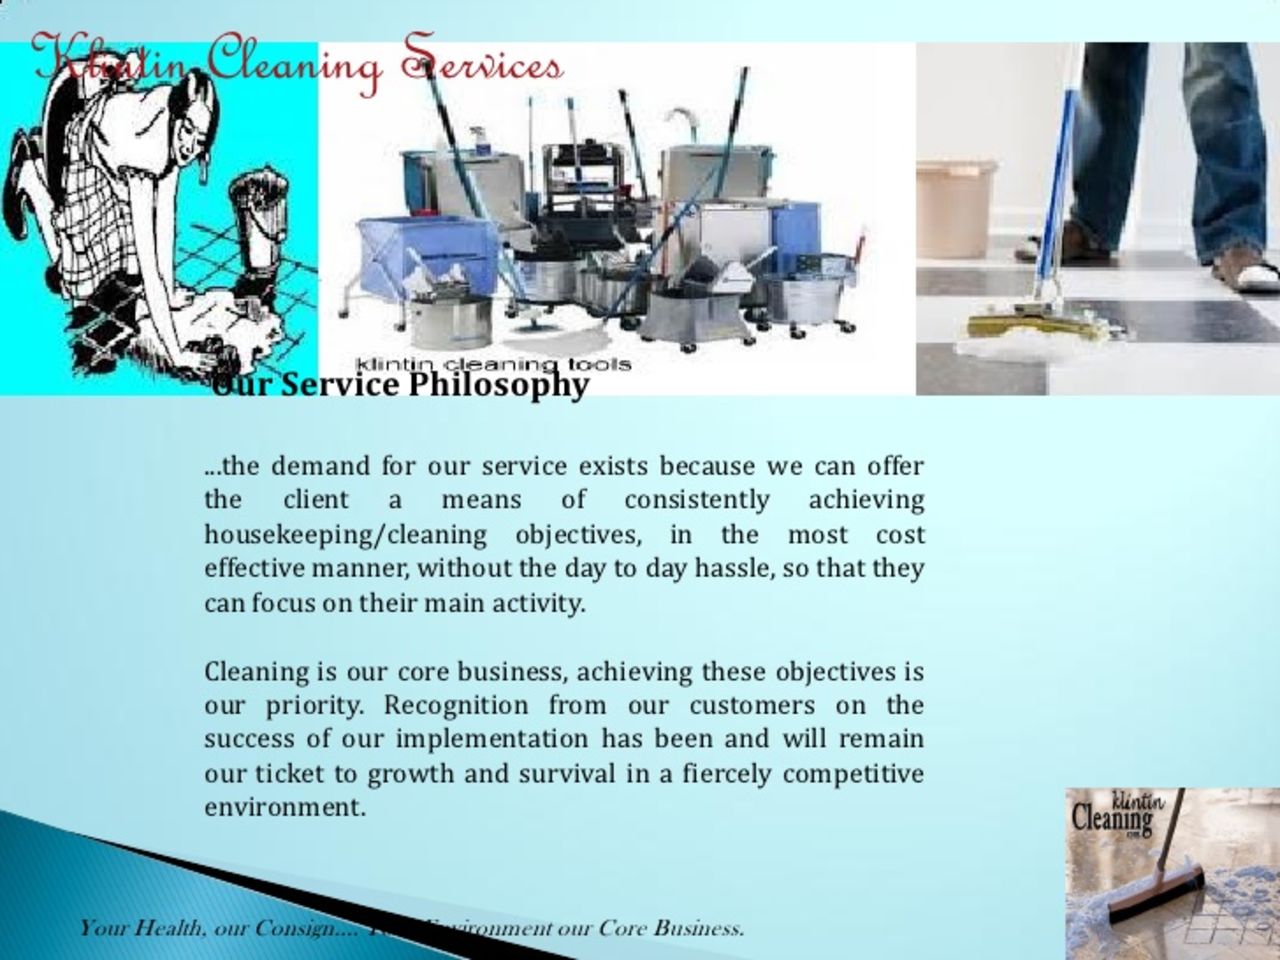 Klintin Cleaning Services
klintin cleaning tools
Our Service Philosophy
...the demand for our service exists because we can offer
the client a means of consistently achieving
housekeeping/cleaning objectives, in the most cost
effective manner, without the day to day hassle, so that they
can focus on their main activity.
Cleaning is our core business, achieving these objectives is
our priority. Recognition from our customers on the
success of our implementation has been and will remain
our ticket to growth and survival in a fiercely competitive
environment.
klintin
Cleaning
Your Health, our Consign.... Environment our Core Business.